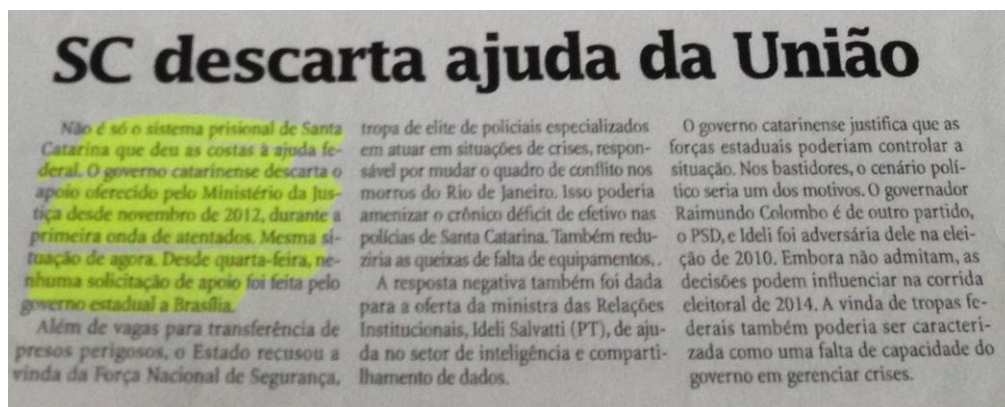 SC descarta ajuda da União
Não é só o sistema prisional de Santa
Catarina que deu as costas à ajuda fe-
deral. O governo catarinense descarta o
apoio oferecido pelo Ministério da Jus-
tiça desde novembro de 2012, durante a
primeira onda de atentados. Mesma si-
tuação de agora. Desde quarta-feira, ne-
nhuma solicitação de apoio foi feita pelo
governo estadual a Brasília.
Além de vagas para transferência de
presos perigosos, o Estado recusou a
vinda da Força Nacional de Segurança,
tropa de elite de policiais especializados
em atuar em situações de crises, respon-
sável por mudar o quadro de conflito nos
morros do Rio de Janeiro. Isso poderia
amenizar o crônico déficit de efetivo nas
polícias de Santa Catarina. Também redu-
ziria as queixas de falta de equipamentos..
A resposta negativa também foi dada
para a oferta da ministra das Relações
Institucionais, Ideli Salvatti (PT), de aju-
da no setor de inteligência e comparti-
lhamento de dados.
O governo catarinense justifica que as
forças estaduais poderiam controlar a
situação. Nos bastidores, o cenário polí-
tico seria um dos motivos. O governador
Raimundo Colombo é de outro partido,
o PSD, e Ideli foi adversária dele na elei-
ção de 2010. Embora não admitam, as
decisões podem influenciar na corrida
eleitoral de 2014. A vinda de tropas fe-
derais também poderia ser caracteri-
zada como uma falta de capacidade do
governo em gerenciar crises.